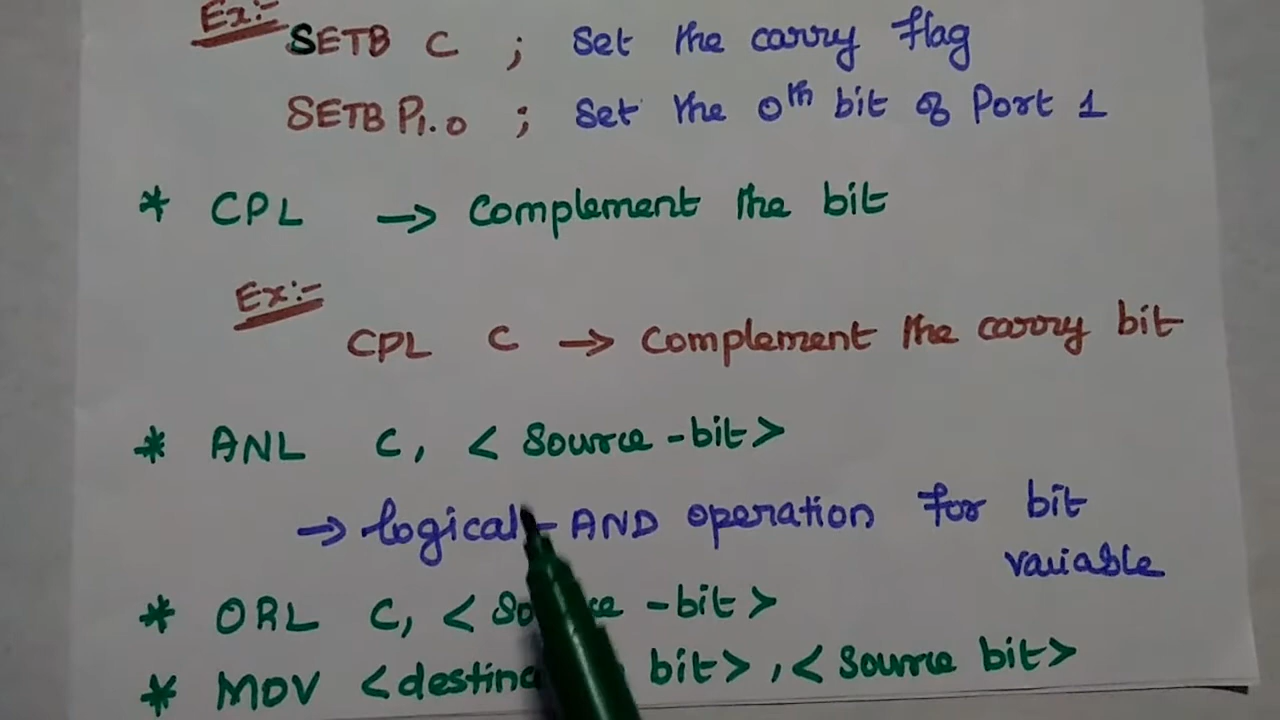 Ex:-
SETB C ; Set the carry flag
SETB P1.0 ; Set the 0th bit of Port 1
* CPL → Complement the bit
Ex:-
CPL C → Complement the carry bit
* ANL C, < Source -bit>
→ logical - AND operation for bit
variable
* ORL C, < -bit>
* MOV < bit>, < Source bit>